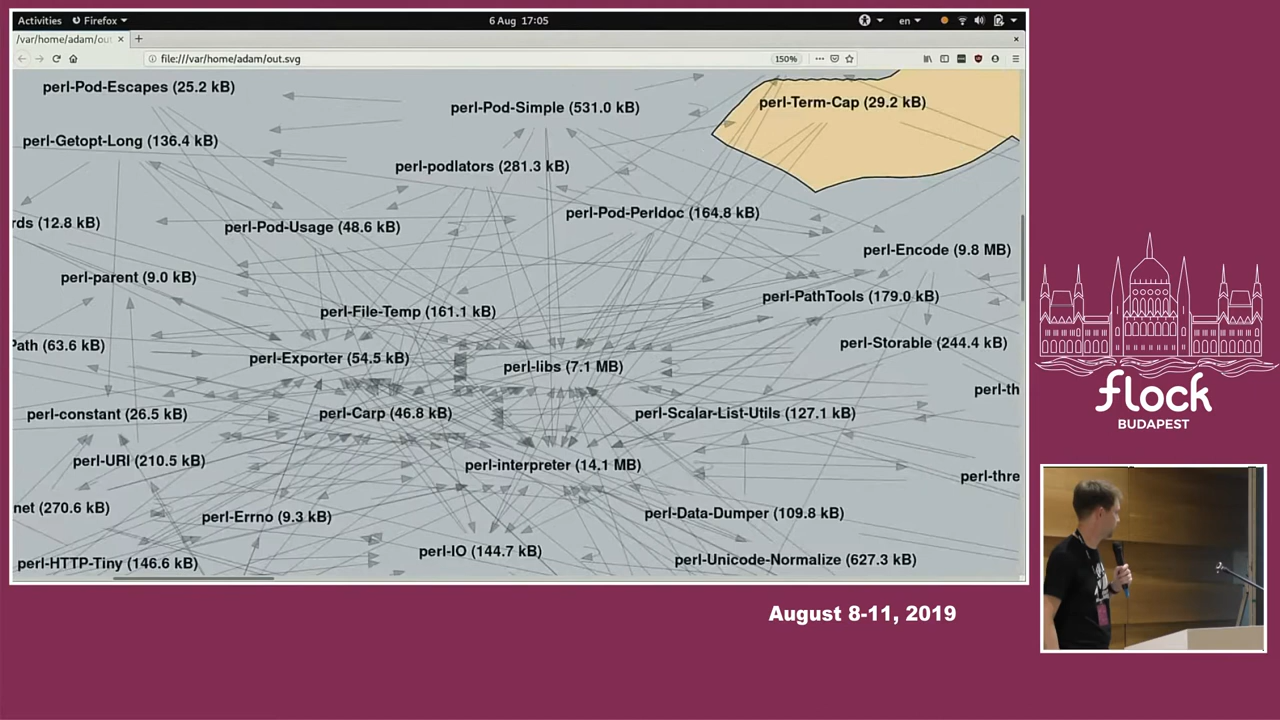 Activities Firefox 6 Aug 17:05 en
/var/home/adam/out
file:///var/home/adam/out.svg 150%
perl-Pod-Escapes (25.2 kB)
perl-Pod-Simple (531.0 kB)
perl-Term-Cap (29.2 kB)
perl-Getopt-Long (136.4 kB)
perl-podlators (281.3 kB)
perl-Pod-Perldoc (164.8 kB)
rds (12.8 kB)
perl-Pod-Usage (48.6 kB)
perl-Encode (9.8 MB)
perl-parent (9.0 kB)
perl-PathTools (179.0 kB)
perl-File-Temp (161.1 kB)
Path (63.6 kB)
perl-Exporter (54.5 kB)
perl-libs (7.1 MB)
perl-Storable (244.4 kB)
perl-th
perl-constant (26.5 kB)
perl-Carp (46.8 kB)
perl-Scalar-List-Utils (127.1 kB)
perl-URI (210.5 kB)
perl-interpreter (14.1 MB)
perl-thre
net (270.6 kB)
perl-Errno (9.3 kB)
perl-Data-Dumper (109.8 kB)
perl-HTTP-Tiny (146.6 kB)
perl-IO (144.7 kB)
perl-Unicode-Normalize (627.3 kB)
flock
BUDAPEST
August 8-11, 2019